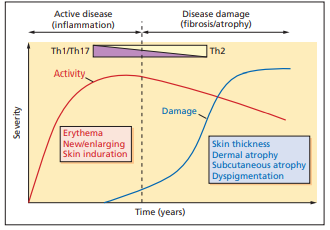 Active disease
(inflammation)
Disease damage
(fibrosis/atrophy)
Th1/Th17
Th2
Activity
Damage
Severity
Erythema
New/enlarging
Skin induration
Skin thickness
Dermal atrophy
Subcutaneous atrophy
Dyspigmentation
Time (years)